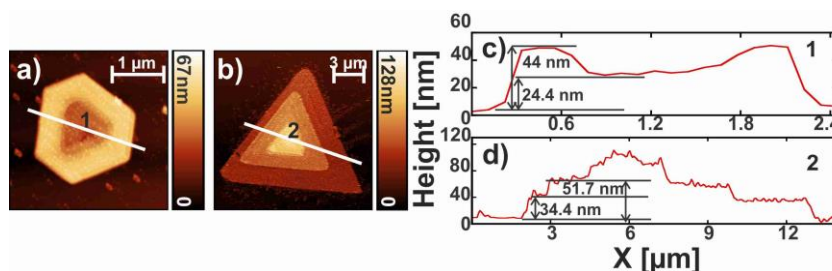 a)
1 µm
1
67nm
0
b)
3 µm
2
128nm
0
Height [nm]
c)
1
60
40
20
0
44 nm
24.4 nm
0.6
1.2
1.8
2.4
d)
2
120
80
40
0
51.7 nm
34.4 nm
3
6
9
12
X [µm]